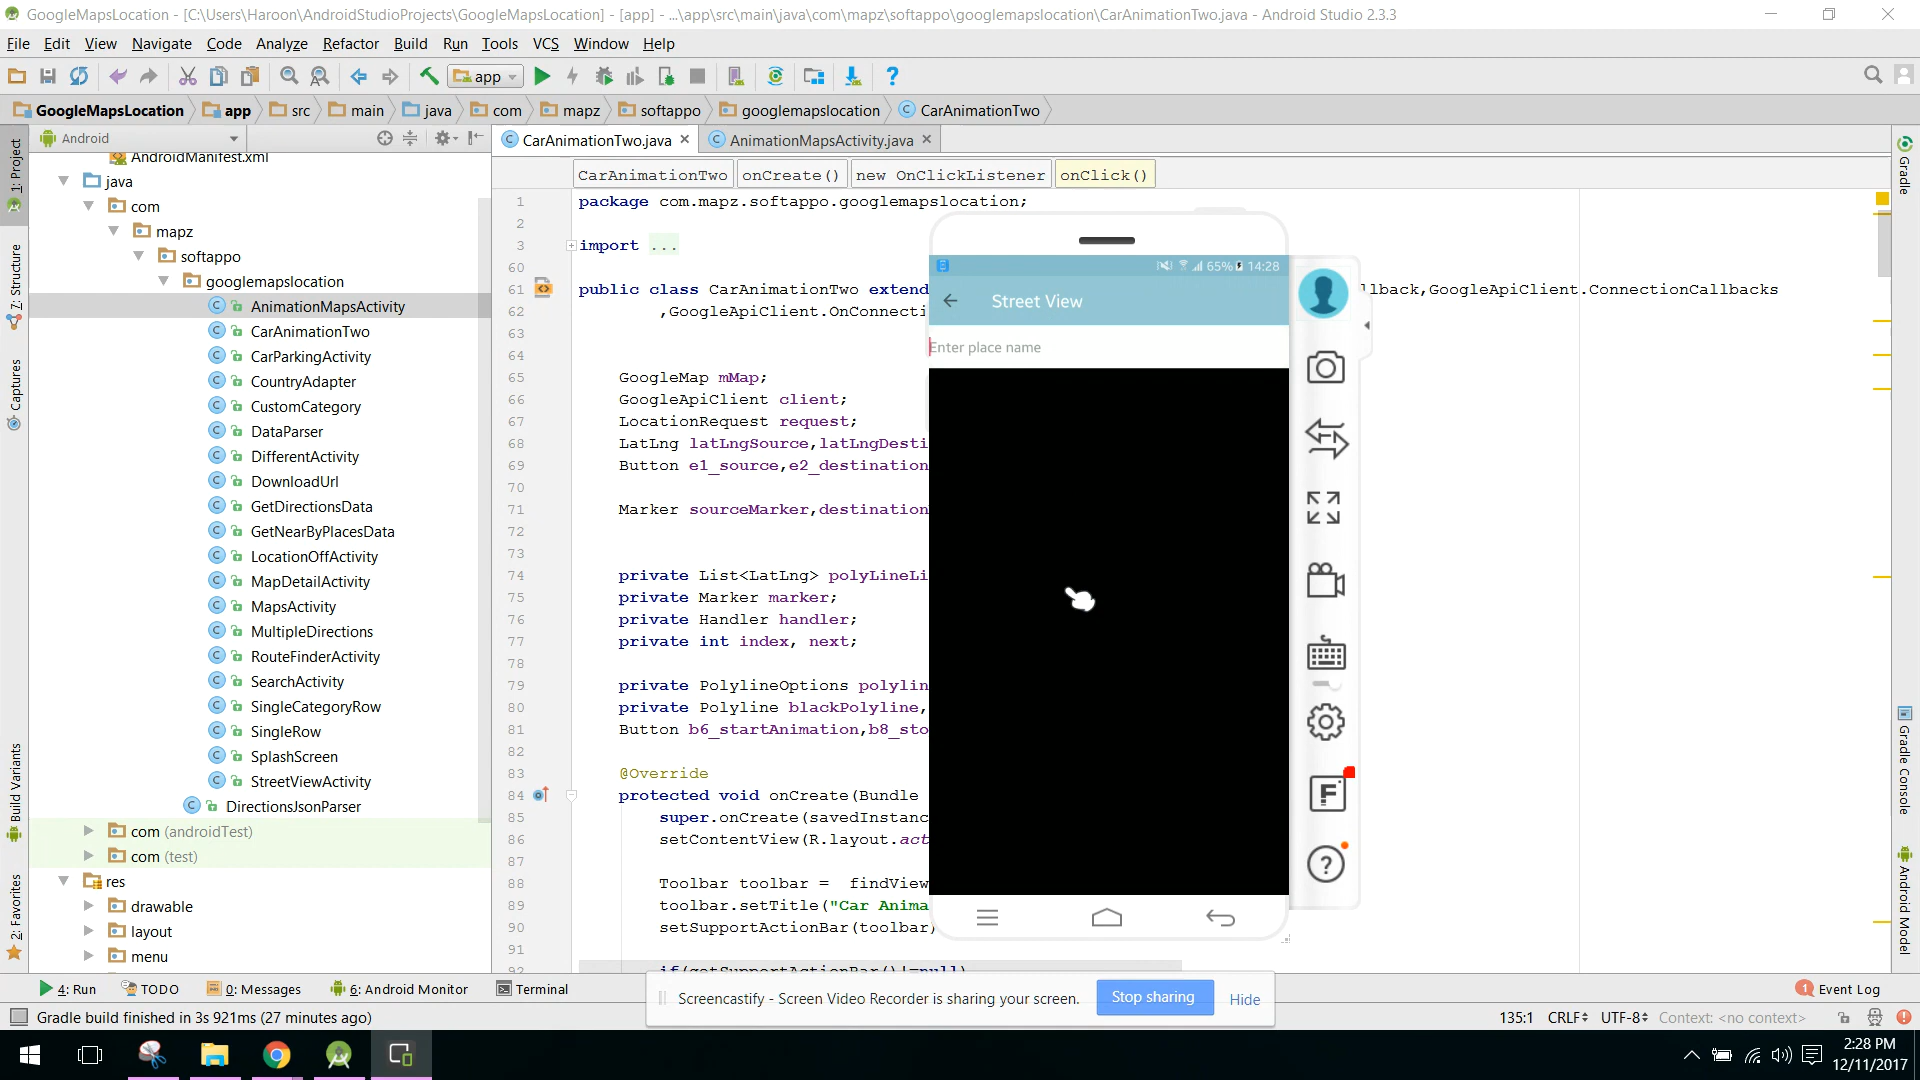 GoogleMapsLocation - [C:\Users\Haroon\AndroidStudioProjects\GoogleMapsLocation] - [app] - ...\app\src\main\java\com\mapz\softappo\googlemapslocation\CarAnimationTwo.java - Android Studio 2.3.3
File Edit View Navigate Code Analyze Refactor Build Run Tools VCS Window Help
app
GoogleMapsLocation app src main java com mapz softappo googlemapslocation CarAnimationTwo
Android
CarAnimationTwo.java AnimationMapsActivity.java
CarAnimationTwo onCreate() new OnClickListener onClick()
1: Project
7: Structure
Captures
Build Variants
2: Favorites
AndroidManifest.xml
java
com
mapz
softappo
googlemapslocation
AnimationMapsActivity
CarAnimationTwo
CarParkingActivity
CountryAdapter
CustomCategory
DataParser
DifferentActivity
DownloadUrl
GetDirectionsData
GetNearByPlacesData
LocationOffActivity
MapDetailActivity
MapsActivity
MultipleDirections
RouteFinderActivity
SearchActivity
SingleCategoryRow
SingleRow
SplashScreen
StreetViewActivity
DirectionsJsonParser
com (androidTest)
com (test)
res
drawable
layout
menu
1 package com.mapz.softappo.googlemapslocation;
2
3 import ...
60
61 public class CarAnimationTwo extend lback,GoogleApiClient.ConnectionCallbacks
62 ,GoogleApiClient.OnConnecti
63
64
65 GoogleMap mMap;
66 GoogleApiClient client;
67 LocationRequest request;
68 LatLng latLngSource,latLngDesti
69 Button e1_source,e2_destination
70
71 Marker sourceMarker,destination
72
73
74 private List<LatLng> polyLineLi
75 private Marker marker;
76 private Handler handler;
77 private int index, next;
78
79 private PolylineOptions polylin
80 private Polyline blackPolyline,
81 Button b6_startAnimation,b8_sto
82
83 @Override
84 protected void onCreate(Bundle
85 super.onCreate(savedInstanc
86 setContentView(R.layout.act
87
88 Toolbar toolbar = findView
89 toolbar.setTitle("Car Anima
90 setSupportActionBar(toolbar)
91
92 if(getSupportActionBar()!=null)
65% 14:28
Street View
Enter place name
F
?
Gradle
Gradle Console
Android Model
4: Run TODO 0: Messages 6: Android Monitor Terminal
Screencastify - Screen Video Recorder is sharing your screen. Stop sharing Hide
1 Event Log
Gradle build finished in 3s 921ms (27 minutes ago)
135:1 CRLF UTF-8 Context: <no context>
2:28 PM
12/11/2017